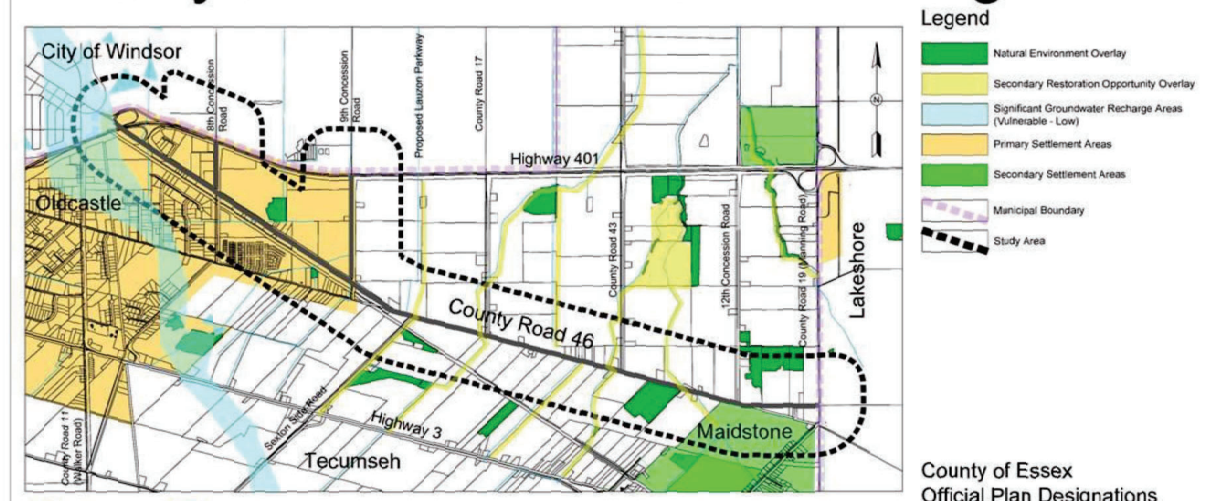 City of Windsor
8th Concession
Road
9th Concession
Road
Proposed Lauzon Parkway
County Road 17
Highway 401
Oldcastle
County Road 43
12th Concession Road
County Road 19 (Manning Road)
Lakeshore
County Road 46
County Road 11
(Walker Road)
Sexton Side Road
Highway 3
Tecumseh
Maidstone
N
Legend
Natural Environment Overlay
Secondary Restoration Opportunity Overlay
Significant Groundwater Recharge Areas
(Vulnerable - Low)
Primary Settlement Areas
Secondary Settlement Areas
Municipal Boundary
Study Area
County of Essex
Official Plan Designations